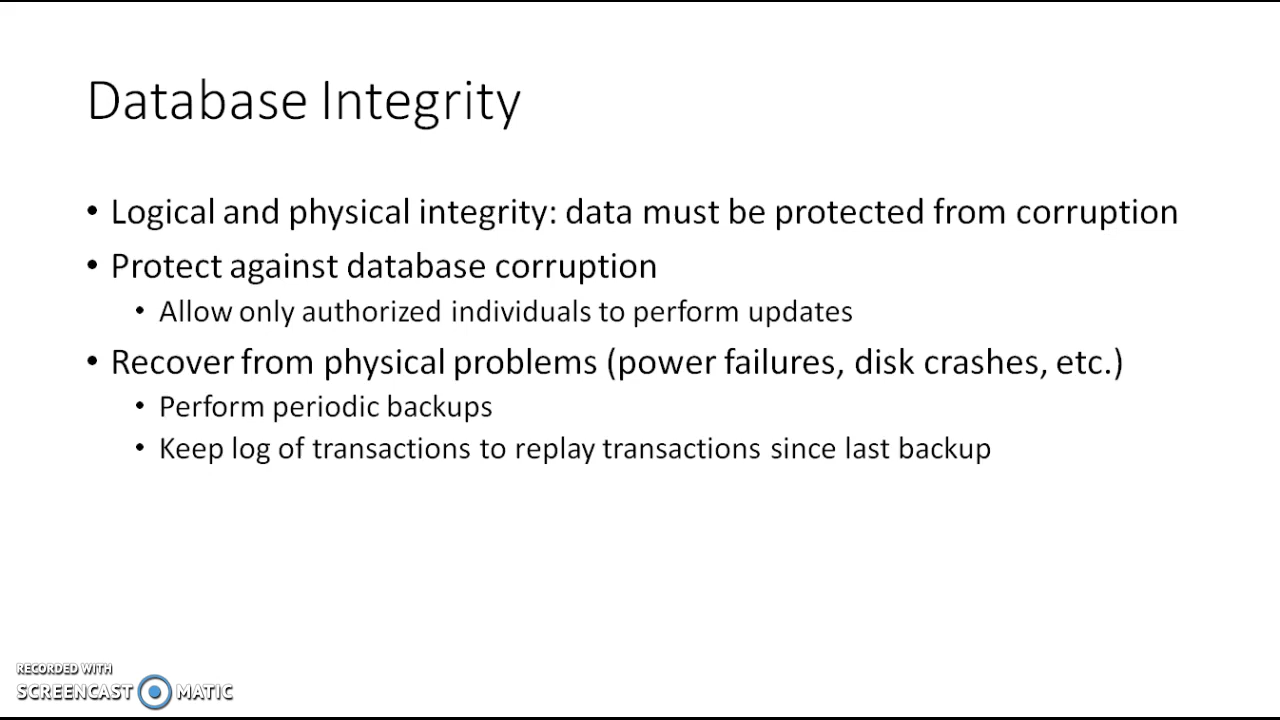 Database Integrity
• Logical and physical integrity: data must be protected from corruption
• Protect against database corruption
• Allow only authorized individuals to perform updates
• Recover from physical problems (power failures, disk crashes, etc.)
• Perform periodic backups
• Keep log of transactions to replay transactions since last backup
RECORDED WITH
SCREENCAST MATIC